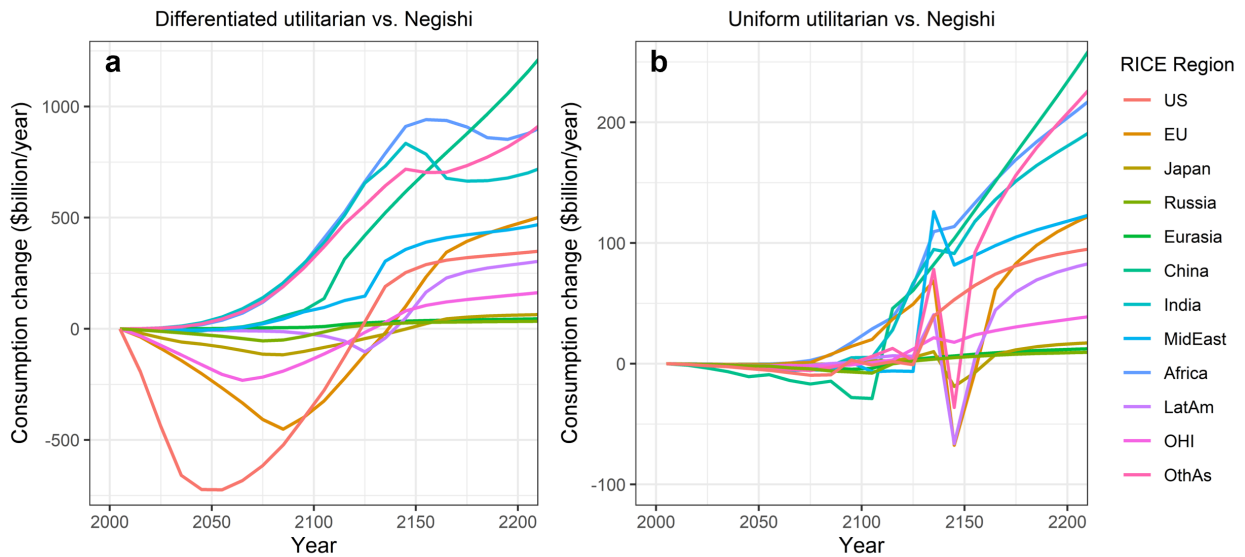 Differentiated utilitarian vs. Negishi
Uniform utilitarian vs. Negishi
a
Consumption change ($billion/year)
1000
500
0
-500
2000
2050
2100
2150
2200
Year
b
Consumption change ($billion/year)
200
100
0
-100
2000
2050
2100
2150
2200
Year
RICE Region
US
EU
Japan
Russia
Eurasia
China
India
MidEast
Africa
LatAm
OHI
OthAs